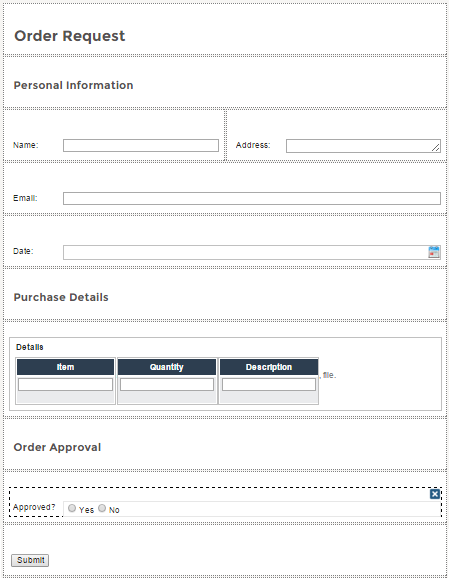 Order Request
Personal Information
Name: Address:
Email:
Date:
Purchase Details
Details
Item Quantity Description
file.
Order Approval
Approved? Yes No
Submit